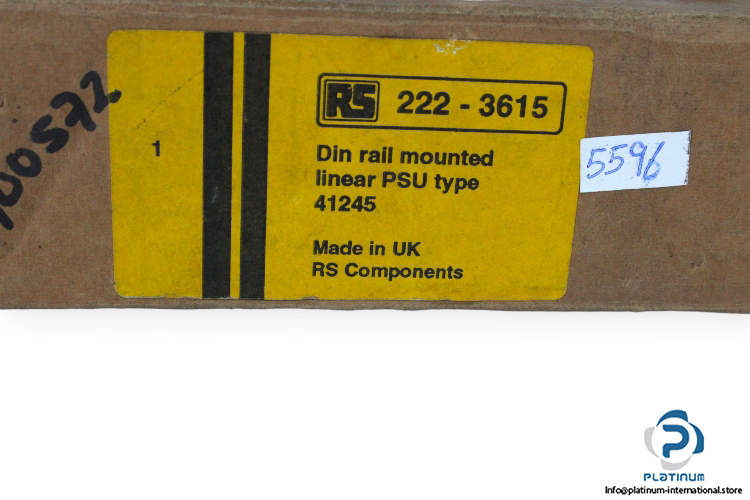 RS 222 - 3615
1
Din rail mounted
linear PSU type
41245
Made in UK
RS Components
5596
PLATINUM
Info@platinum-international.store